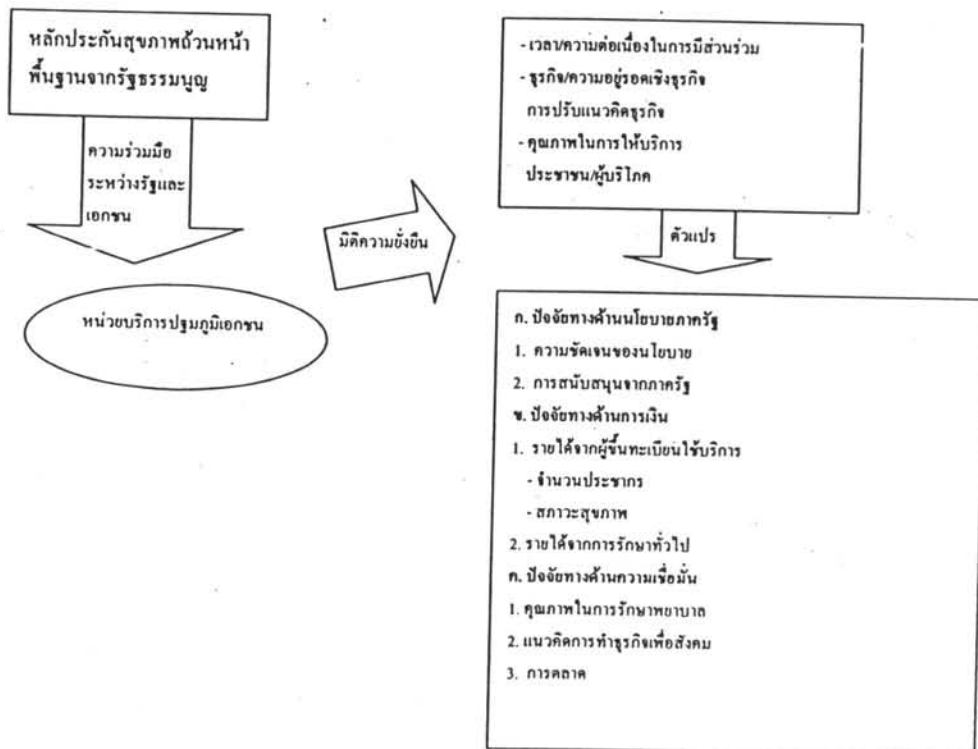 หลักประกันสุขภาพถ้วนหน้า
พื้นฐานจากรัฐธรรมนูญ
ความร่วมมือ
ระหว่างรัฐและ
เอกชน
หน่วยบริการปฐมภูมิเอกชน
มิติความยั่งยืน
- เวลา/ความต่อเนื่องในการมีส่วนร่วม
- ธุรกิจ/ความอยู่รอดเชิงธุรกิจ
การปรับแนวคิดธุรกิจ
- คุณภาพในการให้บริการ
ประชาชน/ผู้บริโภค
ตัวแปร
ก. ปัจจัยทางด้านนโยบายภาครัฐ
1. ความชัดเจนของนโยบาย
2. การสนับสนุนจากภาครัฐ
ข. ปัจจัยทางด้านการเงิน
1. รายได้จากผู้ขึ้นทะเบียนใช้บริการ
- จำนวนประชากร
- สภาวะสุขภาพ
2. รายได้จากการรักษาทั่วไป
ค. ปัจจัยทางด้านความเชื่อมั่น
1. คุณภาพในการรักษาพยาบาล
2. แนวคิดการทำธุรกิจเพื่อสังคม
3. การตลาด